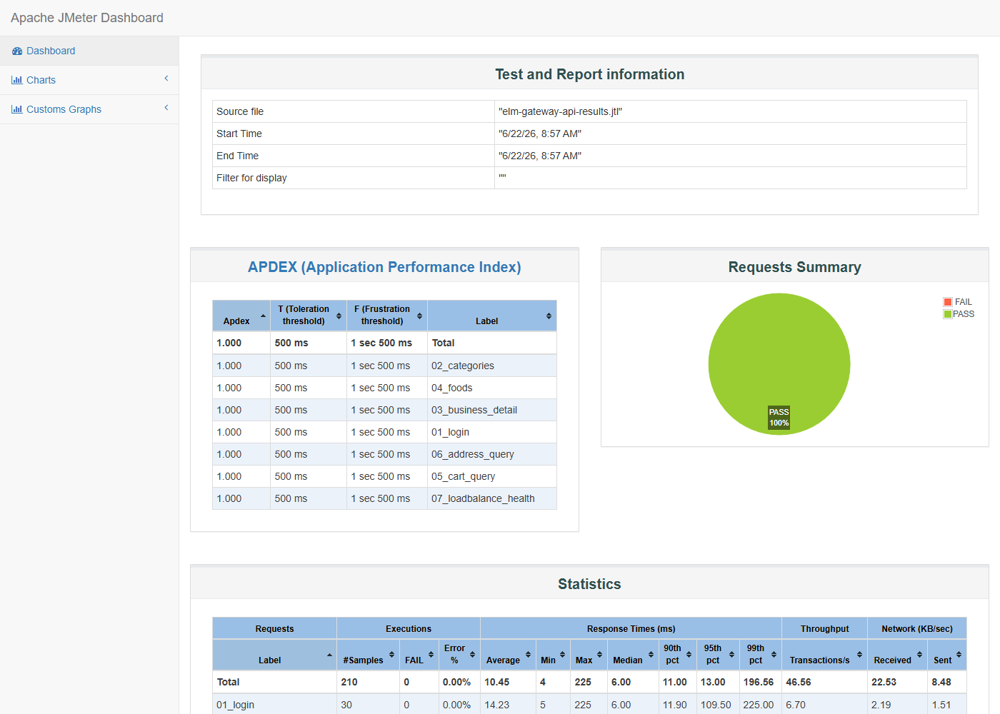 Apache JMeter Dashboard
Dashboard
Charts
Customs Graphs
Test and Report information
Source file "elm-gateway-api-results.jtl"
Start Time "6/22/26, 8:57 AM"
End Time "6/22/26, 8:57 AM"
Filter for display ""
APDEX (Application Performance Index)
Apdex T (Toleration threshold) F (Frustration threshold) Label
1.000 500 ms 1 sec 500 ms Total
1.000 500 ms 1 sec 500 ms 02_categories
1.000 500 ms 1 sec 500 ms 04_foods
1.000 500 ms 1 sec 500 ms 03_business_detail
1.000 500 ms 1 sec 500 ms 01_login
1.000 500 ms 1 sec 500 ms 06_address_query
1.000 500 ms 1 sec 500 ms 05_cart_query
1.000 500 ms 1 sec 500 ms 07_loadbalance_health
Requests Summary
FAIL
PASS
PASS
100%
Statistics
Requests Executions Response Times (ms) Throughput Network (KB/sec)
Label #Samples FAIL Error % Average Min Max Median 90th pct 95th pct 99th pct Transactions/s Received Sent
Total 210 0 0.00% 10.45 4 225 6.00 11.00 13.00 196.56 46.56 22.53 8.48
01_login 30 0 0.00% 14.23 5 225 6.00 11.90 109.50 225.00 6.70 2.19 1.51